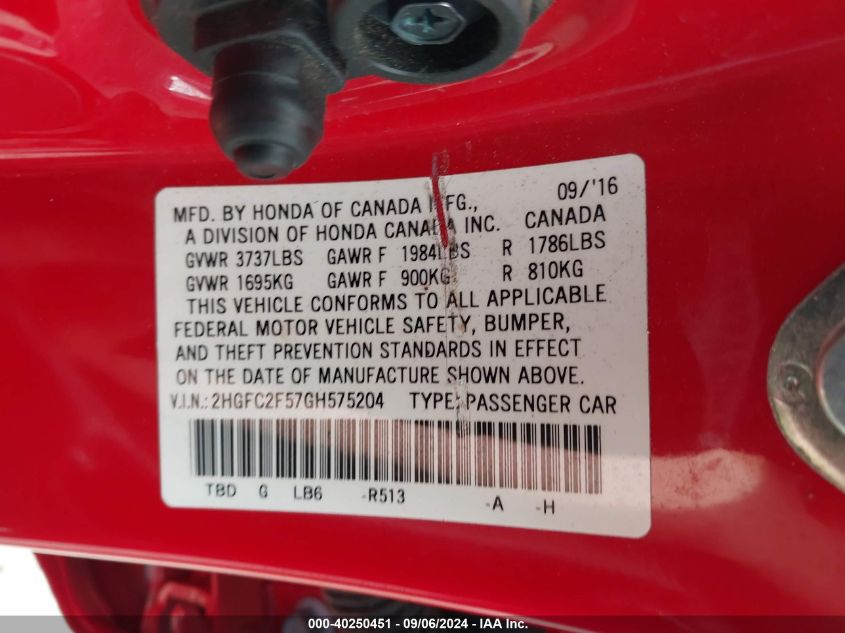 MFD. BY HONDA OF CANADA MFG., 09/'16
A DIVISION OF HONDA CANADA INC. CANADA
GVWR 3737LBS GAWR F 1984LBS R 1786LBS
GVWR 1695KG GAWR F 900KG R 810KG
THIS VEHICLE CONFORMS TO ALL APPLICABLE
FEDERAL MOTOR VEHICLE SAFETY, BUMPER,
AND THEFT PREVENTION STANDARDS IN EFFECT
ON THE DATE OF MANUFACTURE SHOWN ABOVE.
V.I.N.: 2HGFC2F57GH575204 TYPE: PASSENGER CAR
TBD G LB6 -R513 -A -H
000-40250451 - 09/06/2024 - IAA Inc.